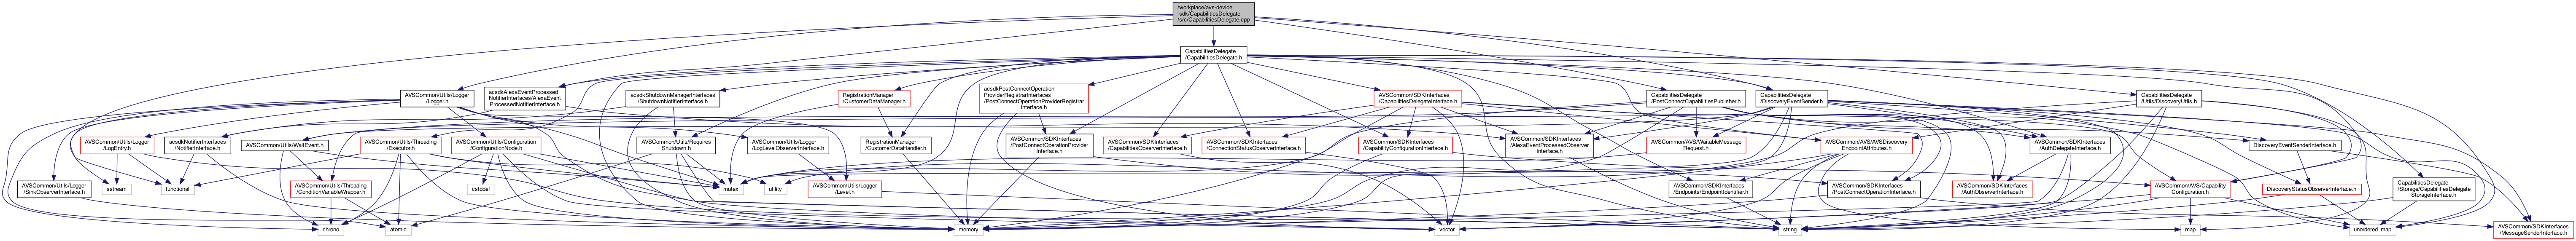 /workplace/avs-device
-sdk/CapabilitiesDelegate
/src/CapabilitiesDelegate.cpp
CapabilitiesDelegate
/CapabilitiesDelegate.h
AVSCommon/Utils/Logger
/Logger.h
acsdkAlexaEventProcessed
NotifierInterfaces/AlexaEvent
ProcessedNotifierInterface.h
acsdkShutdownManagerInterfaces
/ShutdownNotifierInterface.h
RegistrationManager
/CustomerDataManager.h
acsdkPostConnectOperation
ProviderRegistrarInterfaces
/PostConnectOperationProviderRegistrar
Interface.h
AVSCommon/SDKInterfaces
/CapabilitiesDelegateInterface.h
CapabilitiesDelegate
/PostConnectCapabilitiesPublisher.h
CapabilitiesDelegate
/DiscoveryEventSender.h
CapabilitiesDelegate
/Utils/DiscoveryUtils.h
AVSCommon/Utils/Logger
/LogEntry.h
acsdkNotifierInterfaces
/NotifierInterface.h
AVSCommon/Utils/WaitEvent.h
AVSCommon/Utils/Threading
/Executor.h
AVSCommon/Utils/Configuration
/ConfigurationNode.h
AVSCommon/Utils/Requires
Shutdown.h
AVSCommon/Utils/Logger
/LogLevelObserverInterface.h
RegistrationManager
/CustomerDataHandler.h
AVSCommon/SDKInterfaces
/PostConnectOperationProvider
Interface.h
AVSCommon/SDKInterfaces
/CapabilitiesObserverInterface.h
AVSCommon/SDKInterfaces
/ConnectionStatusObserverInterface.h
AVSCommon/SDKInterfaces
/CapabilityConfigurationInterface.h
AVSCommon/SDKInterfaces
/AlexaEventProcessedObserver
Interface.h
AVSCommon/AVS/WaitableMessage
Request.h
AVSCommon/AVS/AVSDiscovery
EndpointAttributes.h
AVSCommon/SDKInterfaces
/AuthDelegateInterface.h
DiscoveryEventSenderInterface.h
AVSCommon/Utils/Logger
/SinkObserverInterface.h
sstream
functional
AVSCommon/Utils/Threading
/ConditionVariableWrapper.h
cstddef
mutex
utility
AVSCommon/Utils/Logger
/Level.h
AVSCommon/SDKInterfaces
/Endpoints/EndpointIdentifier.h
AVSCommon/SDKInterfaces
/PostConnectOperationInterface.h
AVSCommon/SDKInterfaces
/AuthObserverInterface.h
AVSCommon/AVS/Capability
Configuration.h
DiscoveryStatusObserverInterface.h
CapabilitiesDelegate
/Storage/CapabilitiesDelegate
StorageInterface.h
chrono
atomic
memory
vector
string
map
unordered_map
AVSCommon/SDKInterfaces
/MessageSenderInterface.h